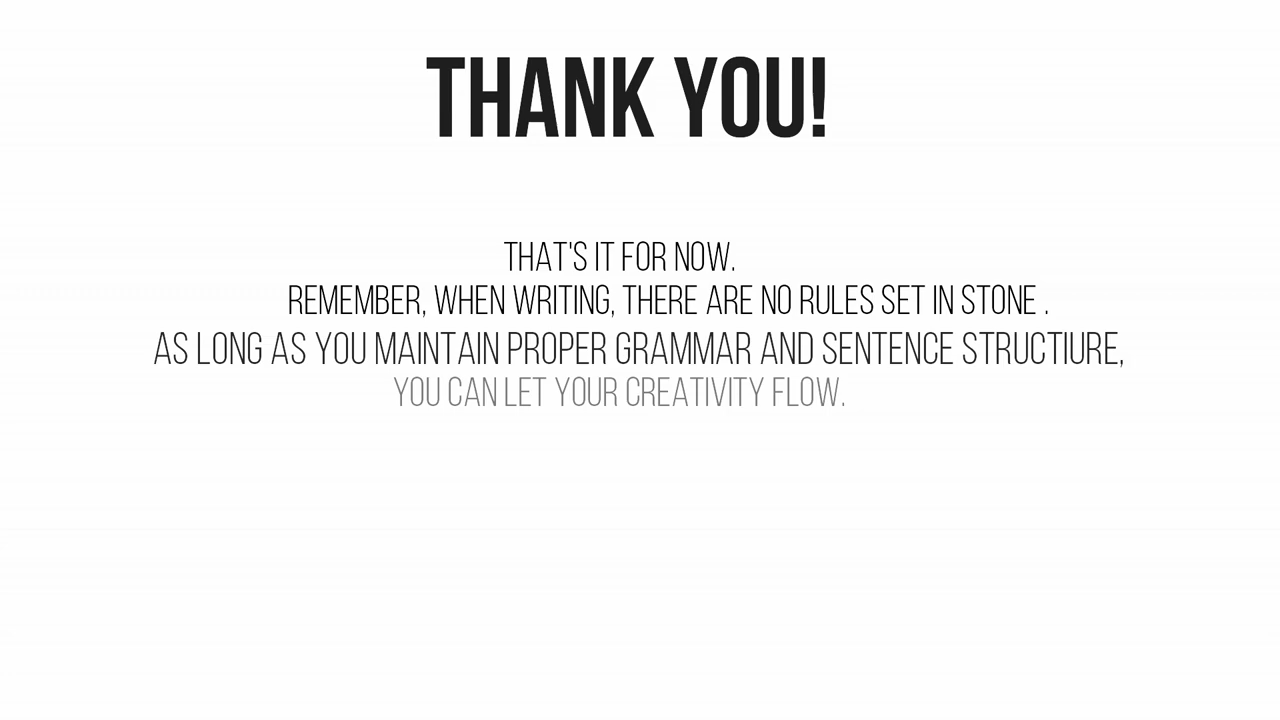 THANK YOU!
THAT'S IT FOR NOW.
REMEMBER, WHEN WRITING, THERE ARE NO RULES SET IN STONE .
AS LONG AS YOU MAINTAIN PROPER GRAMMAR AND SENTENCE STRUCTIURE,
YOU CAN LET YOUR CREATIVITY FLOW.